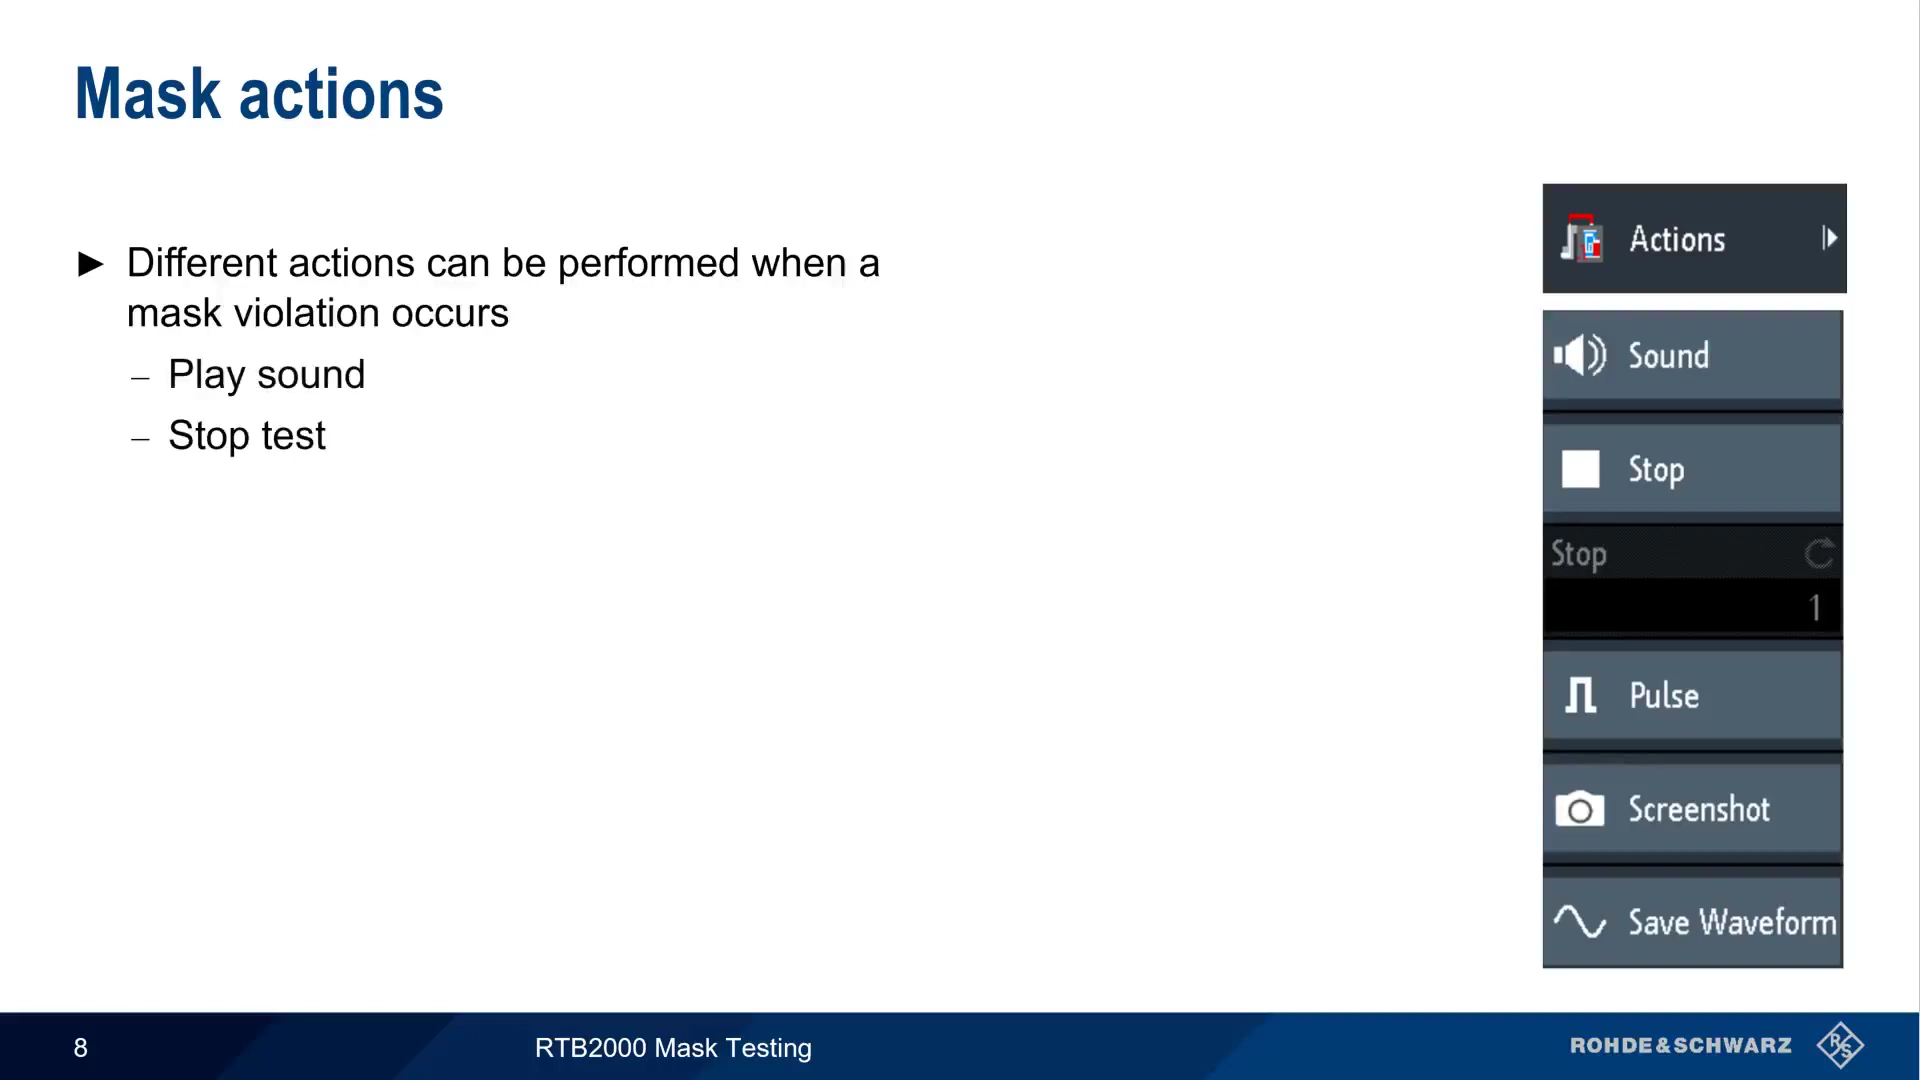 Mask actions
► Different actions can be performed when a
mask violation occurs
– Play sound
– Stop test
Actions
Sound
Stop
Stop
1
Pulse
Screenshot
Save Waveform
8
RTB2000 Mask Testing
ROHDE&SCHWARZ
R&S